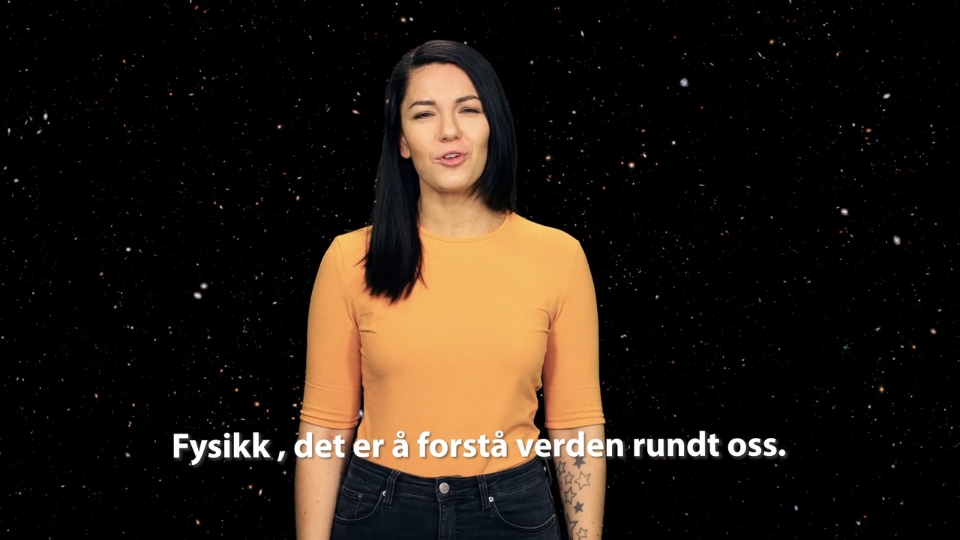 Fysikk , det er å forstå verden rundt oss.